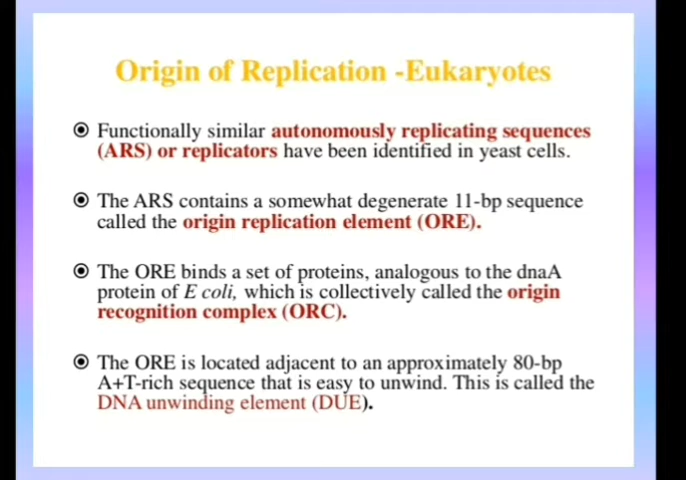 Origin of Replication -Eukaryotes
Functionally similar autonomously replicating sequences
(ARS) or replicators have been identified in yeast cells.
The ARS contains a somewhat degenerate 11-bp sequence
called the origin replication element (ORE).
The ORE binds a set of proteins, analogous to the dnaA
protein of E coli, which is collectively called the origin
recognition complex (ORC).
The ORE is located adjacent to an approximately 80-bp
A+T-rich sequence that is easy to unwind. This is called the
DNA unwinding element (DUE).